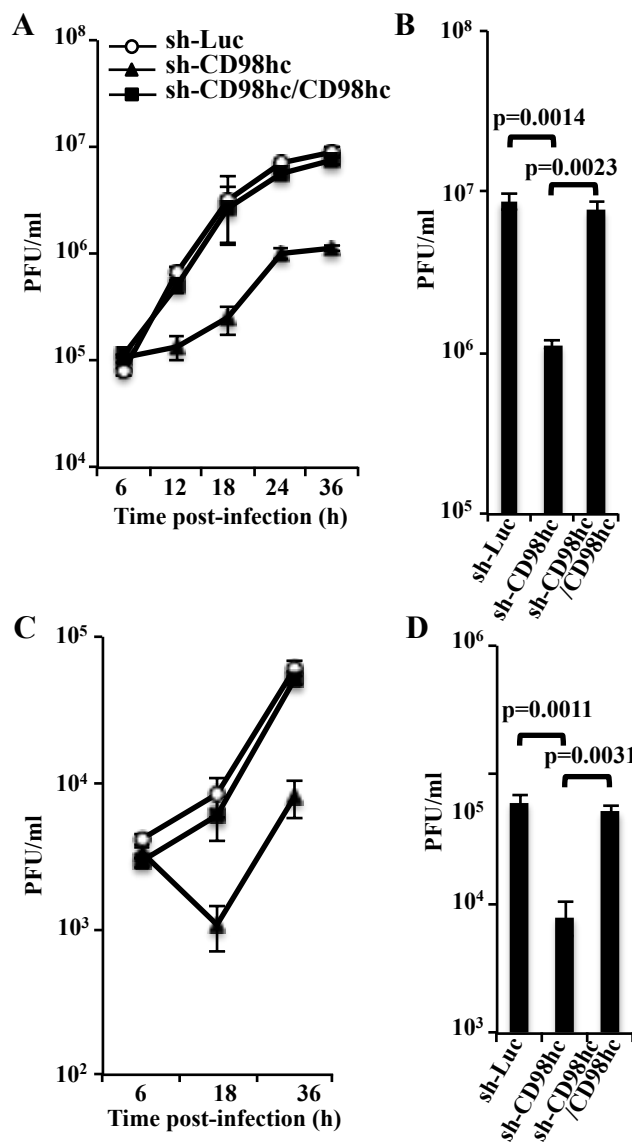 A
10⁸
sh-Luc
sh-CD98hc
sh-CD98hc/CD98hc
10⁷
10⁶
10⁵
10⁴
PFU/ml
6 12 18 24 36
Time post-infection (h)
B
10⁸
p=0.0014
p=0.0023
10⁷
10⁶
10⁵
PFU/ml
sh-Luc
sh-CD98hc
sh-CD98hc
/CD98hc
C
10⁵
10⁴
10³
10²
PFU/ml
6 18 36
Time post-infection (h)
D
10⁶
p=0.0011
p=0.0031
10⁵
10⁴
10³
PFU/ml
sh-Luc
sh-CD98hc
sh-CD98hc
/CD98hc